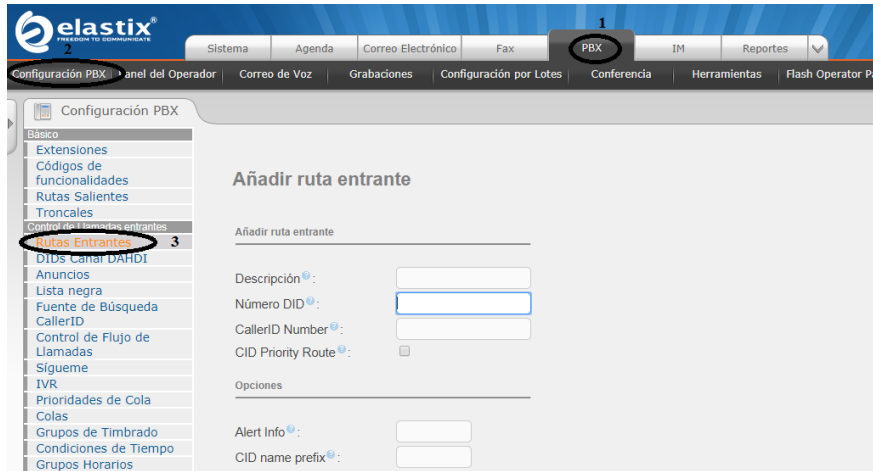 elastix®
FREEDOM TO COMMUNICATE
1
2
Sistema Agenda Correo Electrónico Fax PBX IM Reportes
Configuración PBX Panel del Operador Correo de Voz Grabaciones Configuración por Lotes Conferencia Herramientas Flash Operator Pa
Configuración PBX
Básico
Extensiones
Códigos de
funcionalidades
Rutas Salientes
Troncales
Control de Llamadas entrantes
Rutas Entrantes 3
DIDs Canal DAHDI
Anuncios
Lista negra
Fuente de Búsqueda
CallerID
Control de Flujo de
Llamadas
Sígueme
IVR
Prioridades de Cola
Colas
Grupos de Timbrado
Condiciones de Tiempo
Grupos Horarios
Añadir ruta entrante
Añadir ruta entrante
Descripción:
Número DID:
CallerID Number:
CID Priority Route:
Opciones
Alert Info:
CID name prefix: